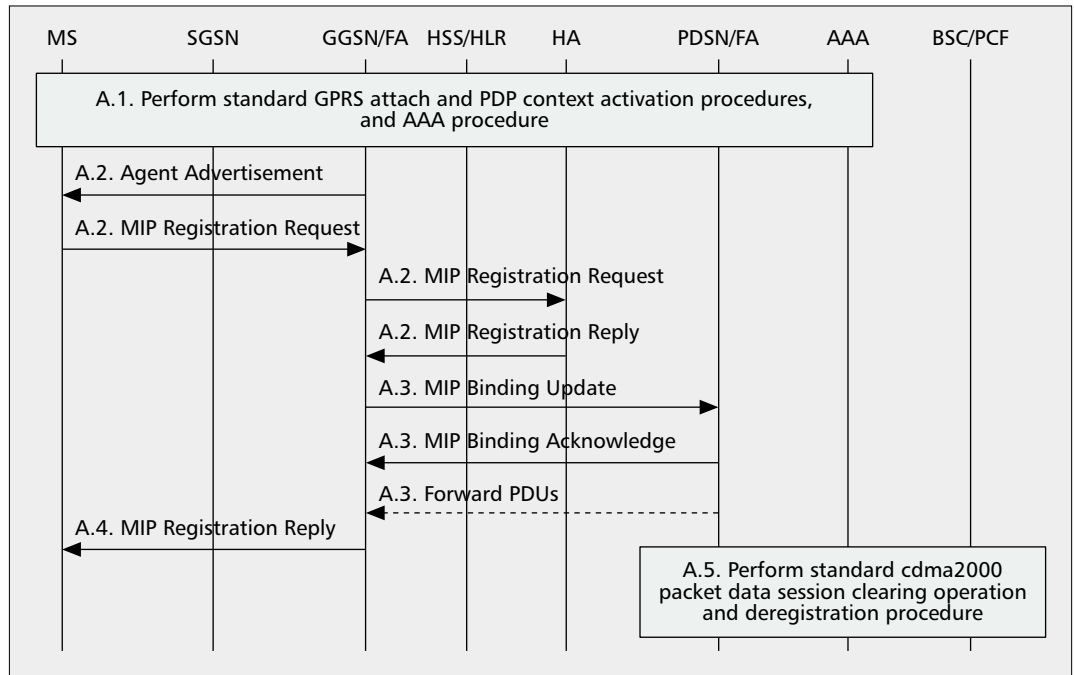 MS SGSN GGSN/FA HSS/HLR HA PDSN/FA AAA BSC/PCF
A.1. Perform standard GPRS attach and PDP context activation procedures,
and AAA procedure
A.2. Agent Advertisement
A.2. MIP Registration Request
A.2. MIP Registration Request
A.2. MIP Registration Reply
A.3. MIP Binding Update
A.3. MIP Binding Acknowledge
A.3. Forward PDUs
A.4. MIP Registration Reply
A.5. Perform standard cdma2000
packet data session clearing operation
and deregistration procedure